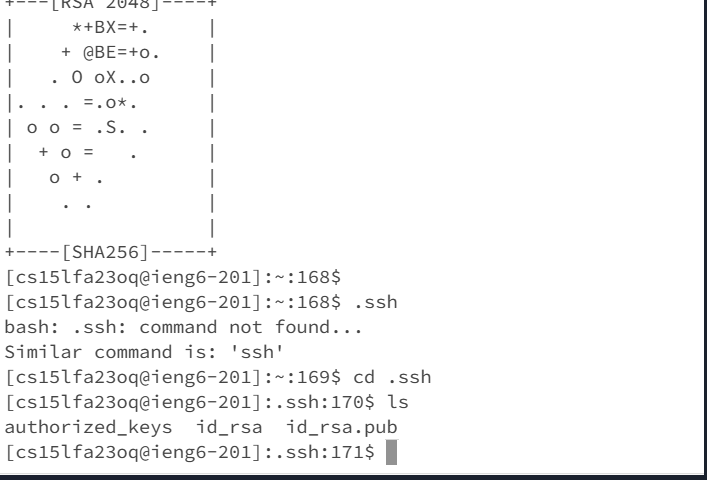 +---[RSA 2048]----+
|     *+BX=+.     |
|    + @BE=+o.    |
|   . O oX..o     |
|. . . =.o*.      |
| o o = .S. .     |
|  + o =   .      |
|   o + .         |
|    . .          |
|                 |
+----[SHA256]-----+
[cs15lfa23oq@ieng6-201]:~:168$
[cs15lfa23oq@ieng6-201]:~:168$ .ssh
bash: .ssh: command not found...
Similar command is: 'ssh'
[cs15lfa23oq@ieng6-201]:~:169$ cd .ssh
[cs15lfa23oq@ieng6-201]:.ssh:170$ ls
authorized_keys  id_rsa  id_rsa.pub
[cs15lfa23oq@ieng6-201]:.ssh:171$